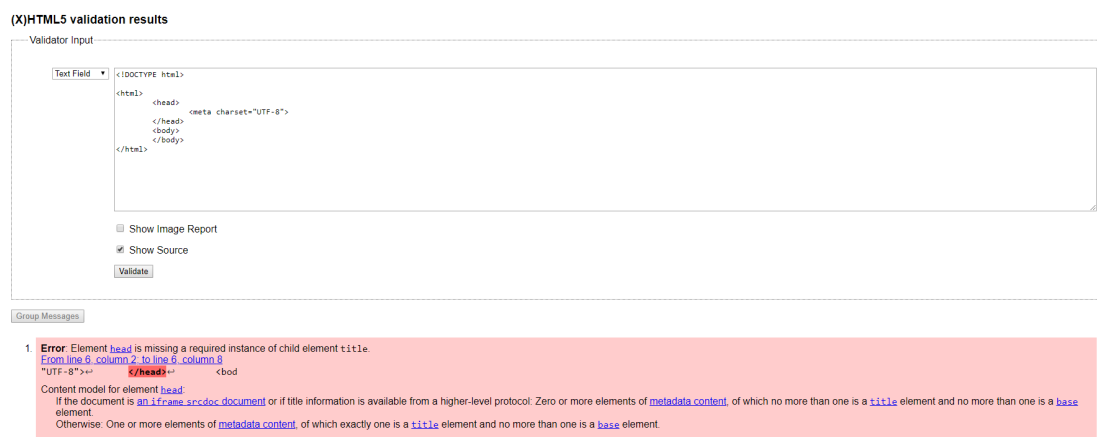 (X)HTML5 validation results
Validator Input
Text Field
<!DOCTYPE html>
<html>
<head>
<meta charset="UTF-8">
</head>
<body>
</body>
</html>
Show Image Report
Show Source
Validate
Group Messages
1. Error: Element head is missing a required instance of child element title.
From line 6, column 2; to line 6, column 8
"UTF-8">↩ </head>↩ <bod
Content model for element head:
If the document is an iframe srcdoc document or if title information is available from a higher-level protocol: Zero or more elements of metadata content, of which no more than one is a title element and no more than one is a base
element.
Otherwise: One or more elements of metadata content, of which exactly one is a title element and no more than one is a base element.